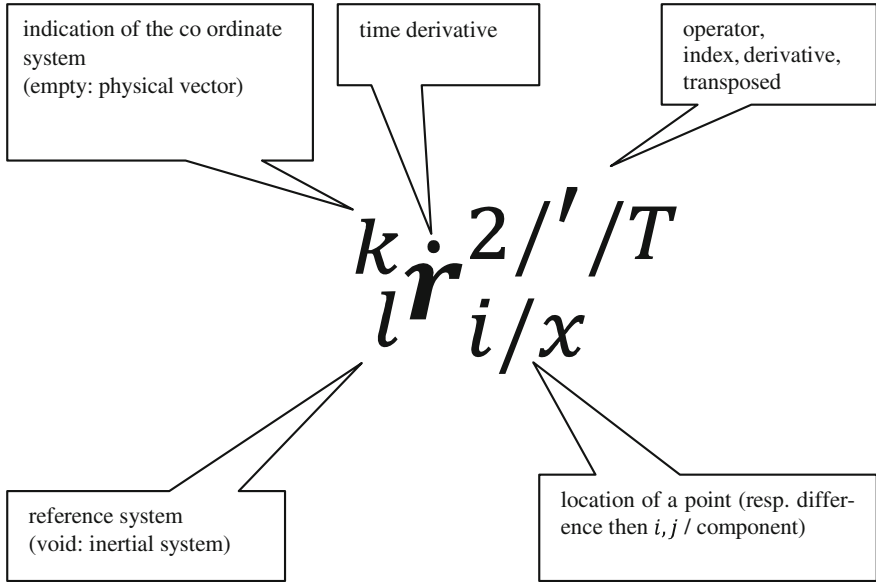 indication of the co ordinate
system
(empty: physical vector)
time derivative
operator,
index, derivative,
transposed
k ṙ 2/′/T
l i/x
reference system
(void: inertial system)
location of a point (resp. differ-
ence then i, j / component)